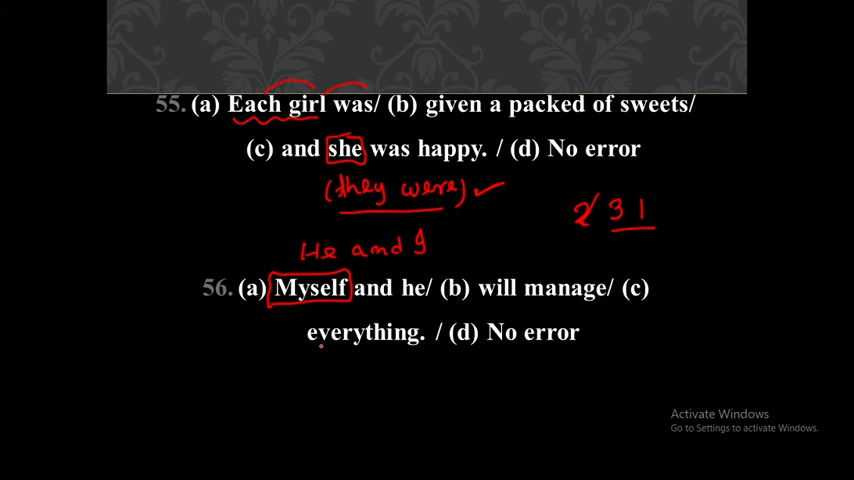 55. (a) Each girl was/ (b) given a packed of sweets/
(c) and she was happy. / (d) No error
(they were) ✓
2 3 1
He and I
56. (a) Myself and he/ (b) will manage/ (c)
everything. / (d) No error
Activate Windows
Go to Settings to activate Windows.